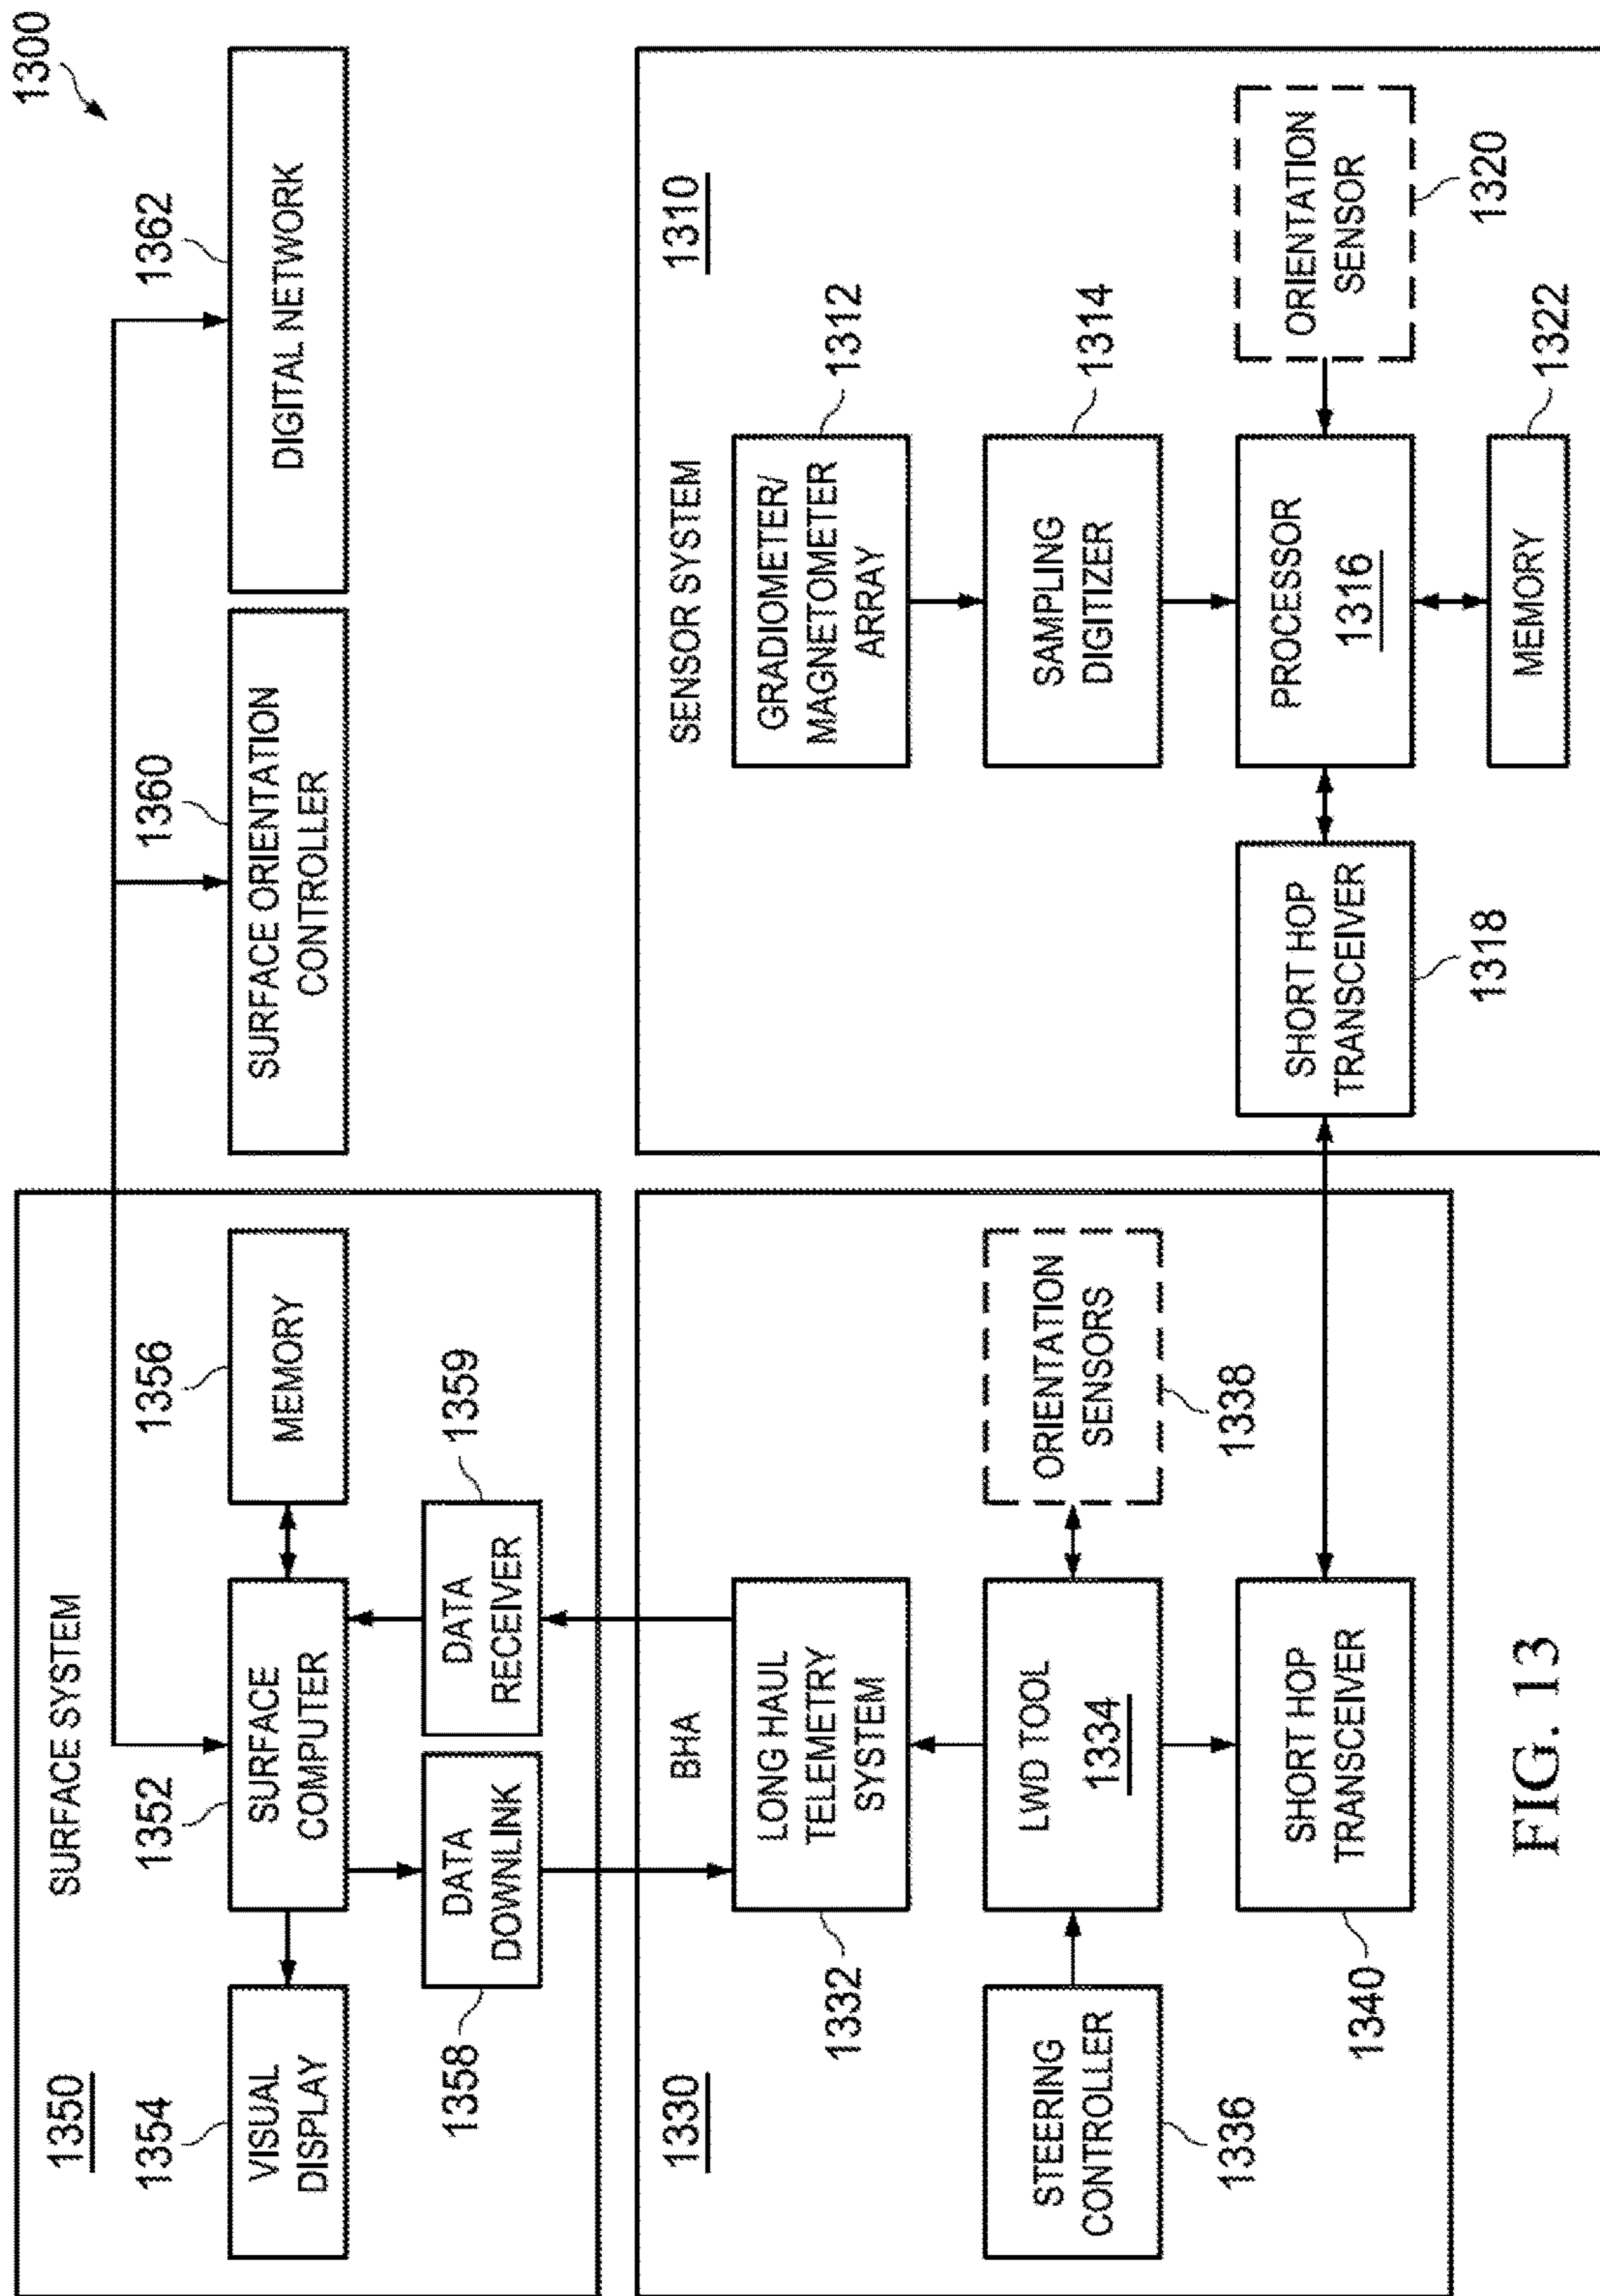 1300
SURFACE SYSTEM
1350
1354
VISUAL
DISPLAY
1352
SURFACE
COMPUTER
1356
MEMORY
1358
DATA
DOWNLINK
DATA
RECEIVER
1359
1360
SURFACE ORIENTATION
CONTROLLER
1362
DIGITAL NETWORK
1330
BHA
LONG HAUL
TELEMETRY
SYSTEM
1332
STEERING
CONTROLLER
1336
LWD TOOL
1334
ORIENTATION
SENSORS
1338
SHORT HOP
TRANSCEIVER
1340
SENSOR SYSTEM
1310
GRADIOMETER/
MAGNETOMETER
ARRAY
1312
SAMPLING
DIGITIZER
1314
SHORT HOP
TRANSCEIVER
1318
PROCESSOR
1316
ORIENTATION
SENSOR
1320
MEMORY
1322
FIG. 13